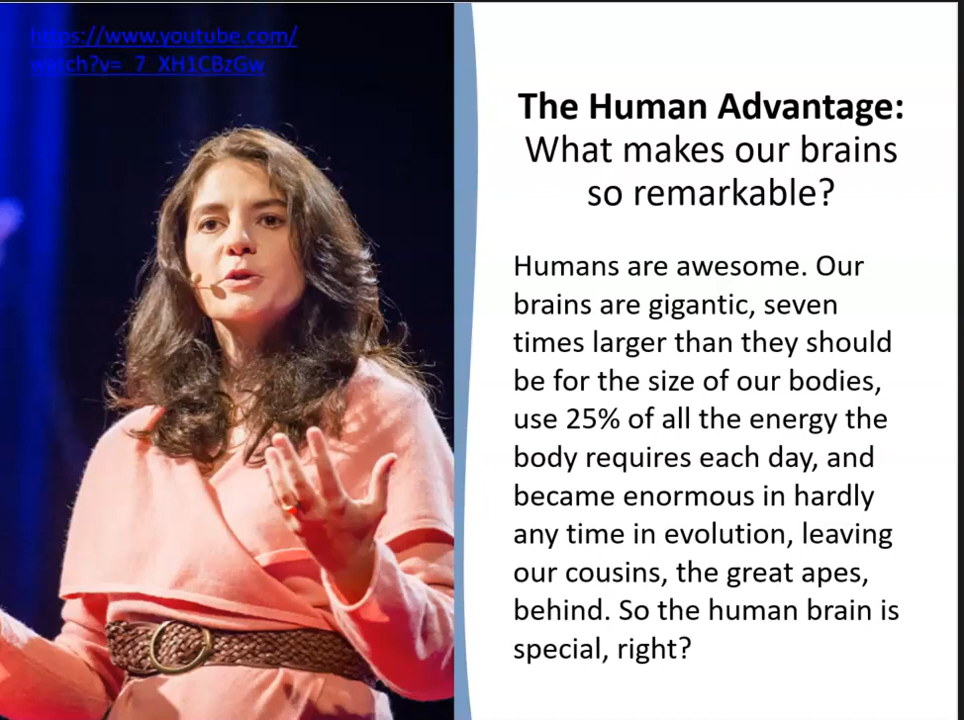 https://www.youtube.com/
watch?v=_7_XH1CBzGw
The Human Advantage:
What makes our brains
so remarkable?
Humans are awesome. Our
brains are gigantic, seven
times larger than they should
be for the size of our bodies,
use 25% of all the energy the
body requires each day, and
became enormous in hardly
any time in evolution, leaving
our cousins, the great apes,
behind. So the human brain is
special, right?